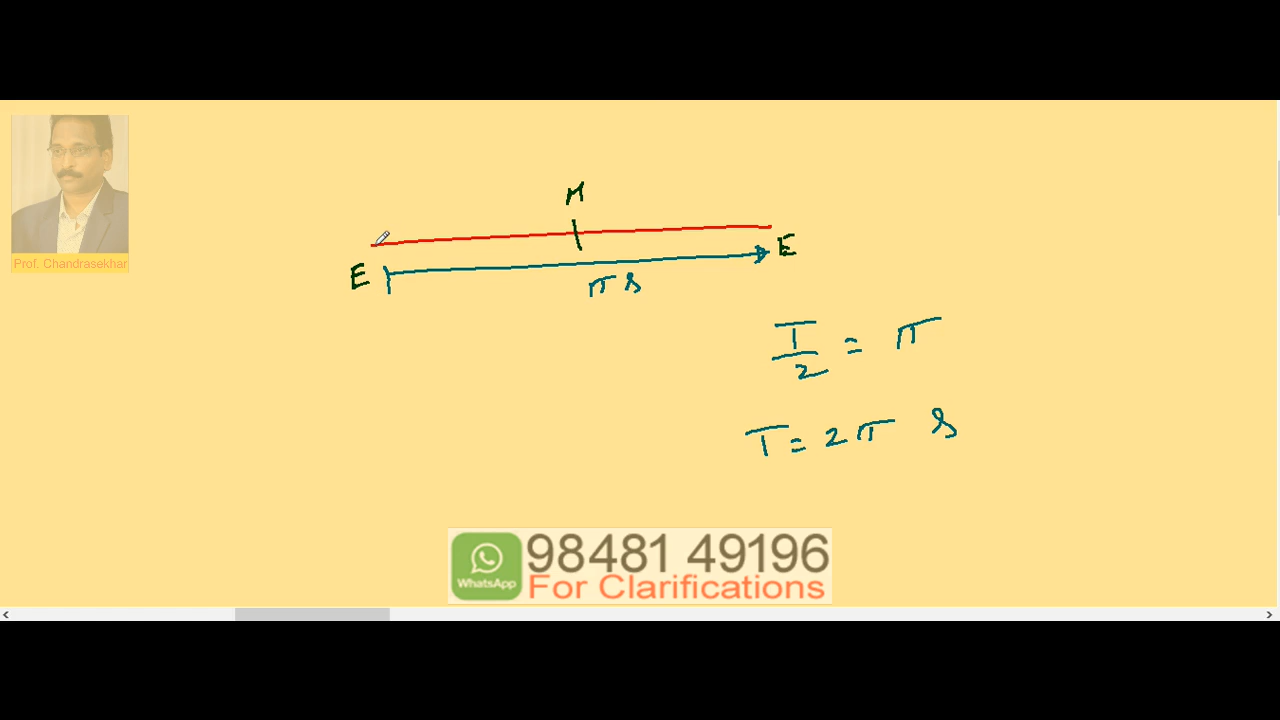 Prof. Chandrasekhar
M
E
E
π s
T/2 = π
T = 2π s
WhatsApp
98481 49196
For Clarifications